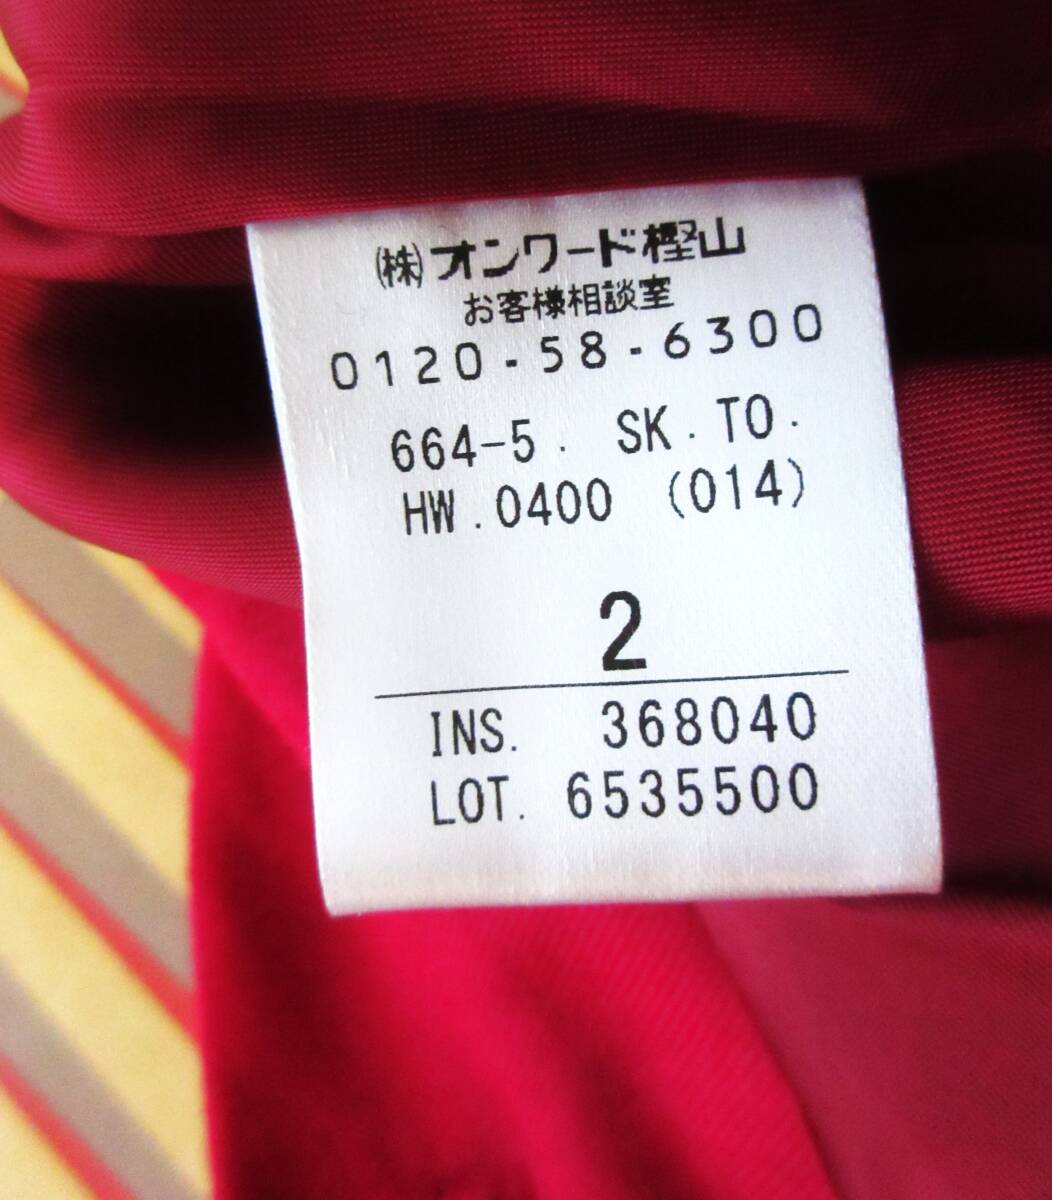 ㈱オンワード樫山
お客様相談室
0120-58-6300
664-5. SK.TO.
HW.0400 (014)
2
INS. 368040
LOT. 6535500